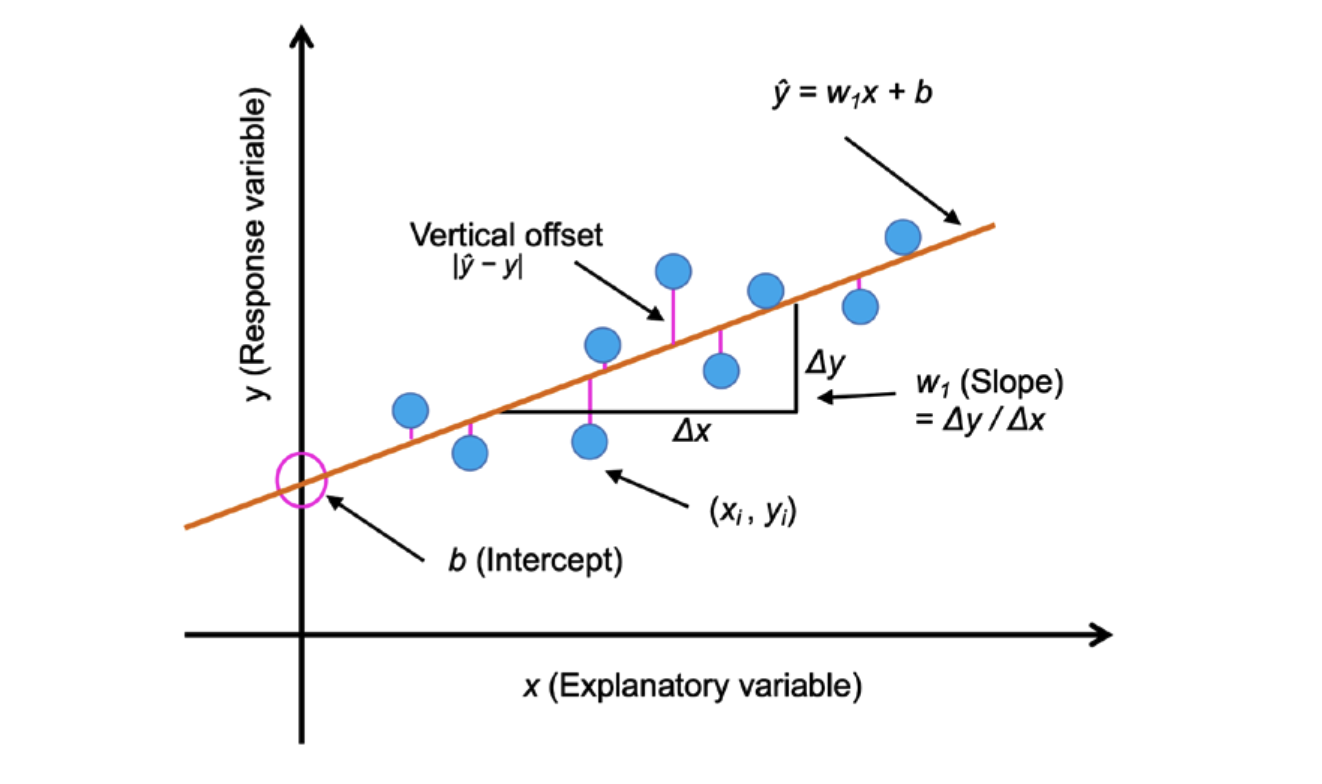 ŷ = w₁x + b
Vertical offset
|ŷ – y|
y (Response variable)
Δy
w₁ (Slope)
= Δy / Δx
Δx
(xᵢ, yᵢ)
b (Intercept)
x (Explanatory variable)